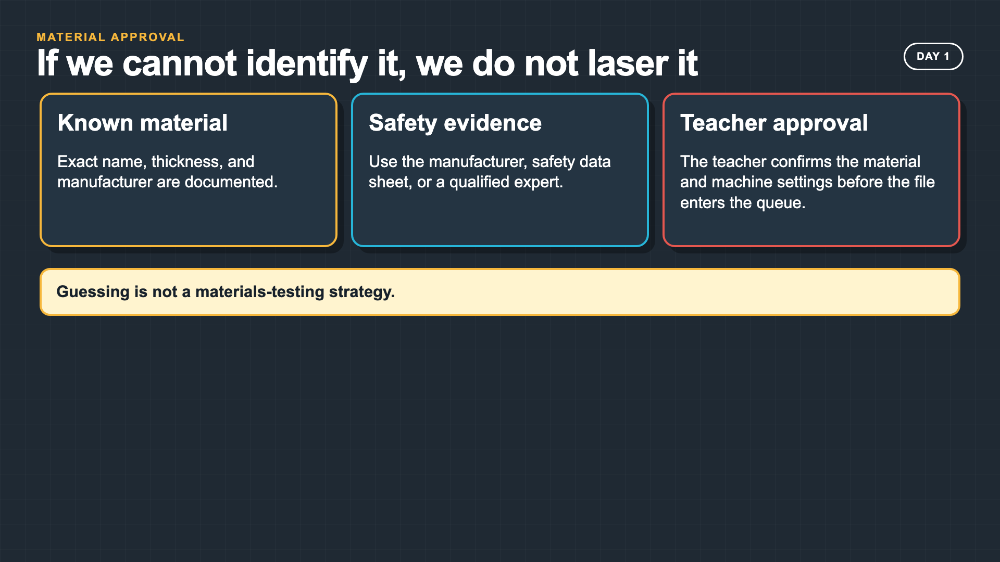 MATERIAL APPROVAL
If we cannot identify it, we do not laser it
DAY 1
Known material
Exact name, thickness, and
manufacturer are documented.
Safety evidence
Use the manufacturer, safety data
sheet, or a qualified expert.
Teacher approval
The teacher confirms the material
and machine settings before the file
enters the queue.
Guessing is not a materials-testing strategy.